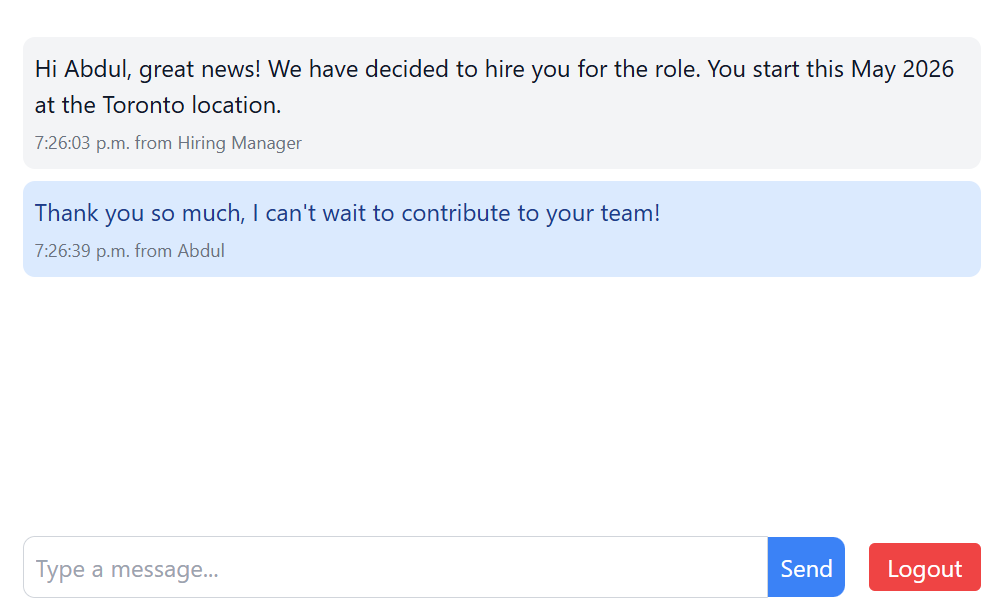 Hi Abdul, great news! We have decided to hire you for the role. You start this May 2026
at the Toronto location.
7:26:03 p.m. from Hiring Manager
Thank you so much, I can't wait to contribute to your team!
7:26:39 p.m. from Abdul
Type a message...
Send
Logout